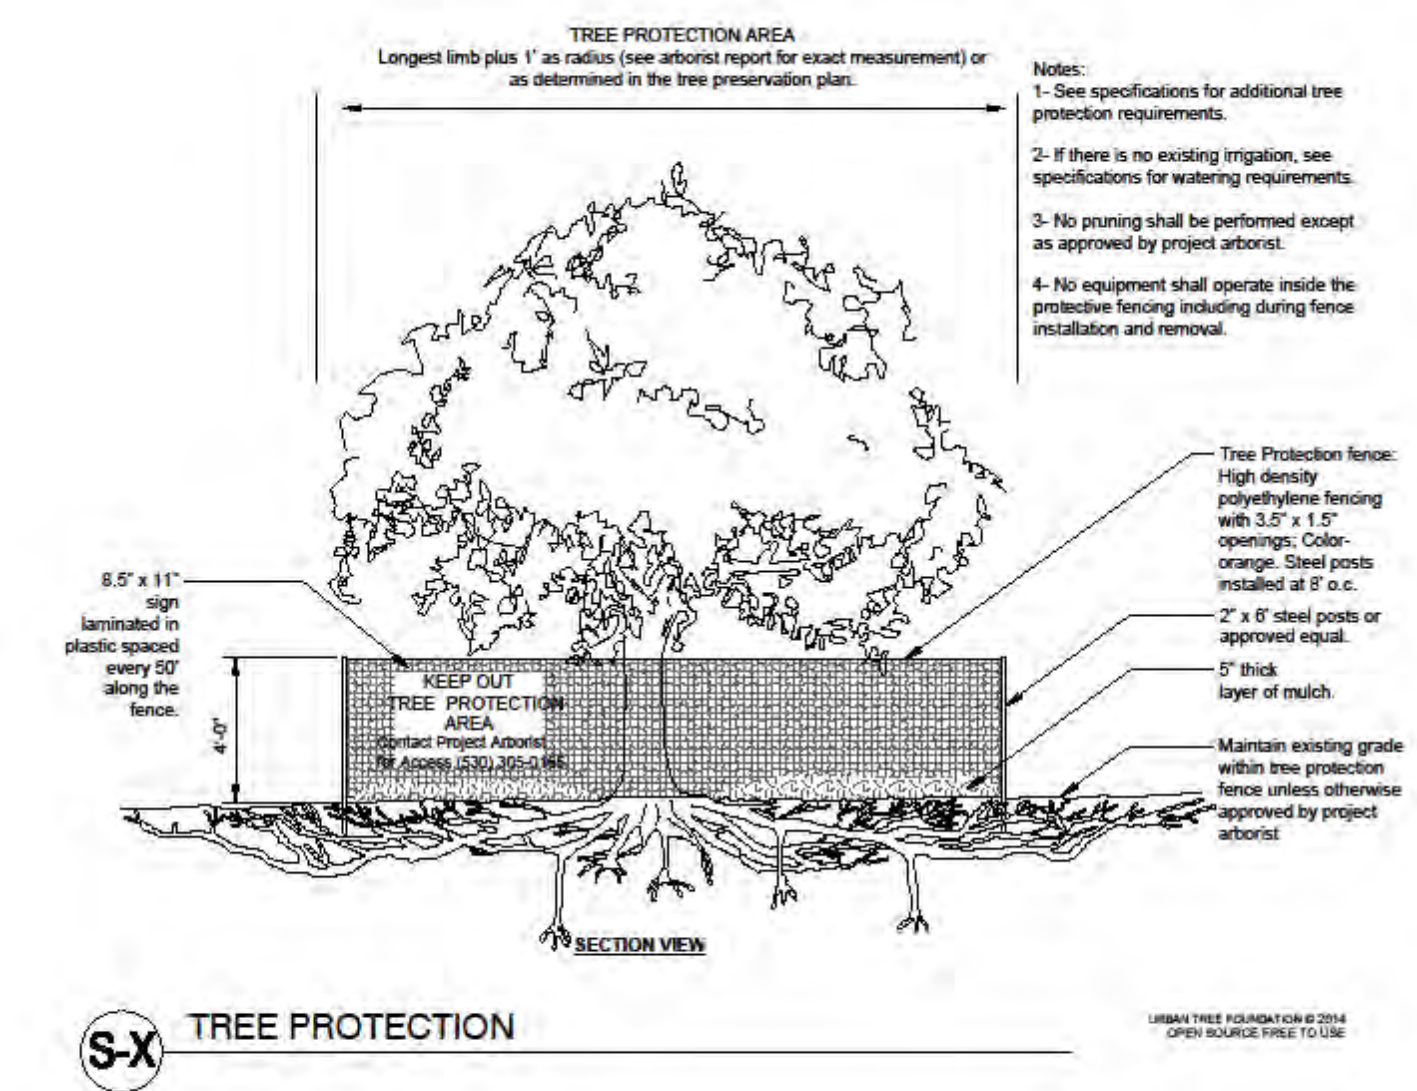 TREE PROTECTION AREA
Longest limb plus 1' as radius (see arborist report for exact measurement) or
as determined in the tree preservation plan.
Notes:
1- See specifications for additional tree
protection requirements.
2- If there is no existing irrigation, see
specifications for watering requirements.
3- No pruning shall be performed except
as approved by project arborist.
4- No equipment shall operate inside the
protective fencing including during fence
installation and removal.
Tree Protection fence:
High density
polyethylene fencing
with 3.5" x 1.5"
openings; Color-
orange. Steel posts
installed at 8' o.c.
2" x 6' steel posts or
approved equal.
5" thick
layer of mulch.
Maintain existing grade
within tree protection
fence unless otherwise
approved by project
arborist
8.5" x 11"
sign
laminated in
plastic spaced
every 50'
along the
fence.
4'-0"
KEEP OUT
TREE PROTECTION
AREA
Contact Project Arborist
for Access (530)
SECTION VIEW
S-X
TREE PROTECTION
URBAN TREE FOUNDATION © 2014
OPEN SOURCE FREE TO USE